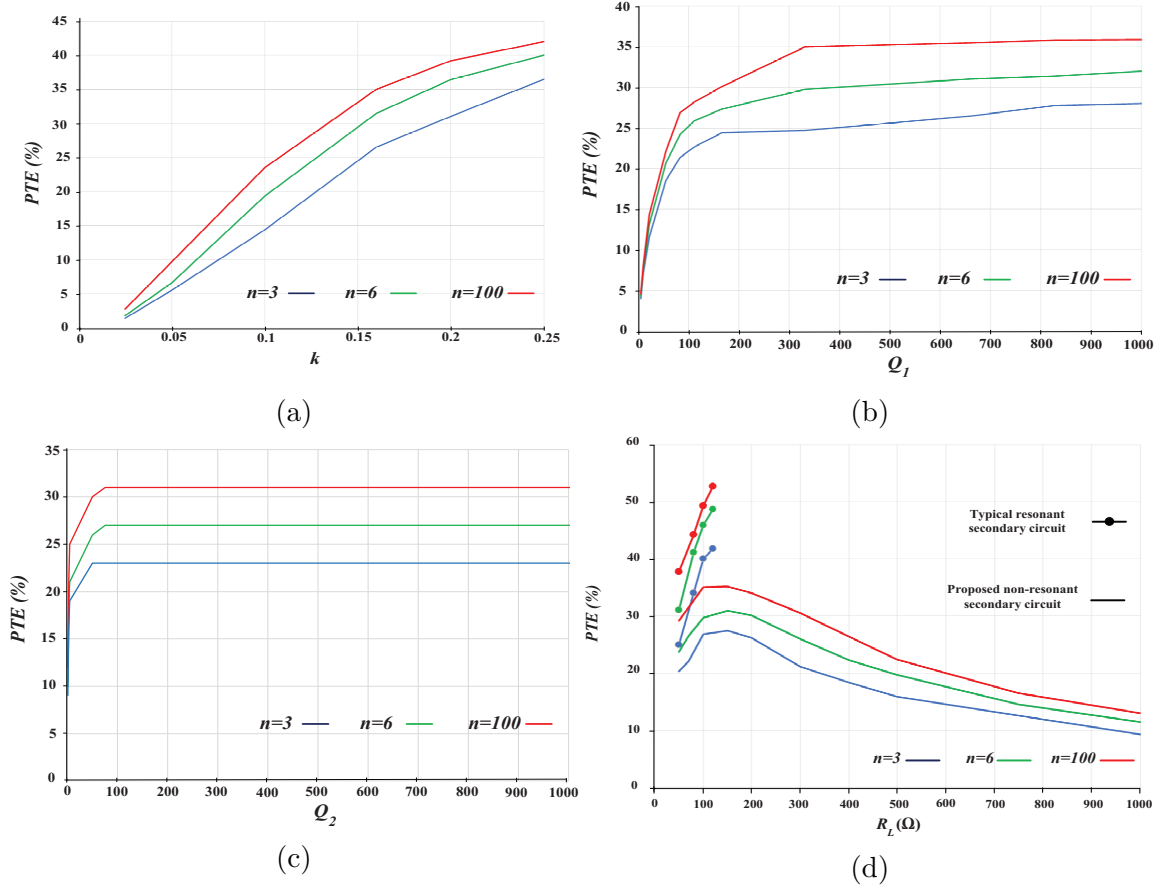 45
40
35
30
25
20
15
10
5
0
PTE (%)
n=3 n=6 n=100
0 0.05 0.1 0.15 0.2 0.25
k
(a)
40
35
30
25
20
15
10
5
0
PTE (%)
n=3 n=6 n=100
0 100 200 300 400 500 600 700 800 900 1000
Q1
(b)
35
30
25
20
15
10
5
0
PTE (%)
n=3 n=6 n=100
0 100 200 300 400 500 600 700 800 900 1000
Q2
(c)
60
50
40
30
20
10
0
PTE (%)
Typical resonant
secondary circuit
Proposed non-resonant
secondary circuit
n=3 n=6 n=100
0 100 200 300 400 500 600 700 800 900 1000
RL(Ω)
(d)